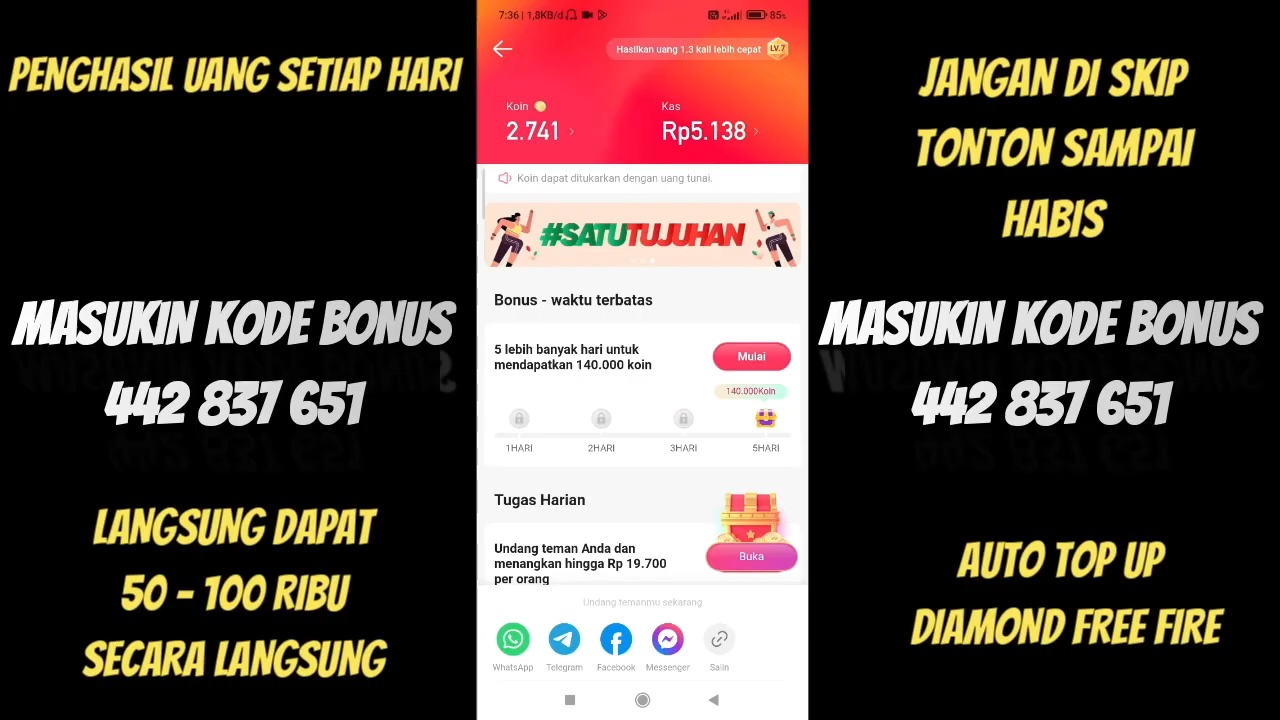 PENGHASIL UANG SETIAP HARI
MASUKIN KODE BONUS
442 837 651
LANGSUNG DAPAT
50 - 100 RIBU
SECARA LANGSUNG
7:36 | 1,8KB/d
85%
Hasilkan uang 1.3 kali lebih cepat LV.7
Koin
Kas
2.741
Rp5.138
Koin dapat ditukarkan dengan uang tunai.
#SATUTUJUHAN
Bonus - waktu terbatas
5 lebih banyak hari untuk
mendapatkan 140.000 koin
Mulai
140.000Koin
1HARI
2HARI
3HARI
5HARI
Tugas Harian
Undang teman Anda dan
menangkan hingga Rp 19.700
per orang
Buka
Undang temanmu sekarang
WhatsApp
Telegram
Facebook
Messenger
Salin
JANGAN DI SKIP
TONTON SAMPAI
HABIS
MASUKIN KODE BONUS
442 837 651
AUTO TOP UP
DIAMOND FREE FIRE